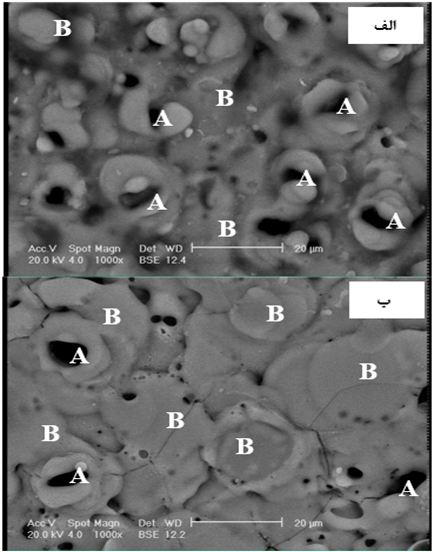 الف
B
B
A
A
A
A
A
B
Acc.V Spot Magn Det WD 20 µm
20.0 kV 4.0 1000x BSE 12.4
ب
B
B
B
A
B
B
B
A
A
Acc.V Spot Magn Det WD 20 µm
20.0 kV 4.0 1000x BSE 12.2